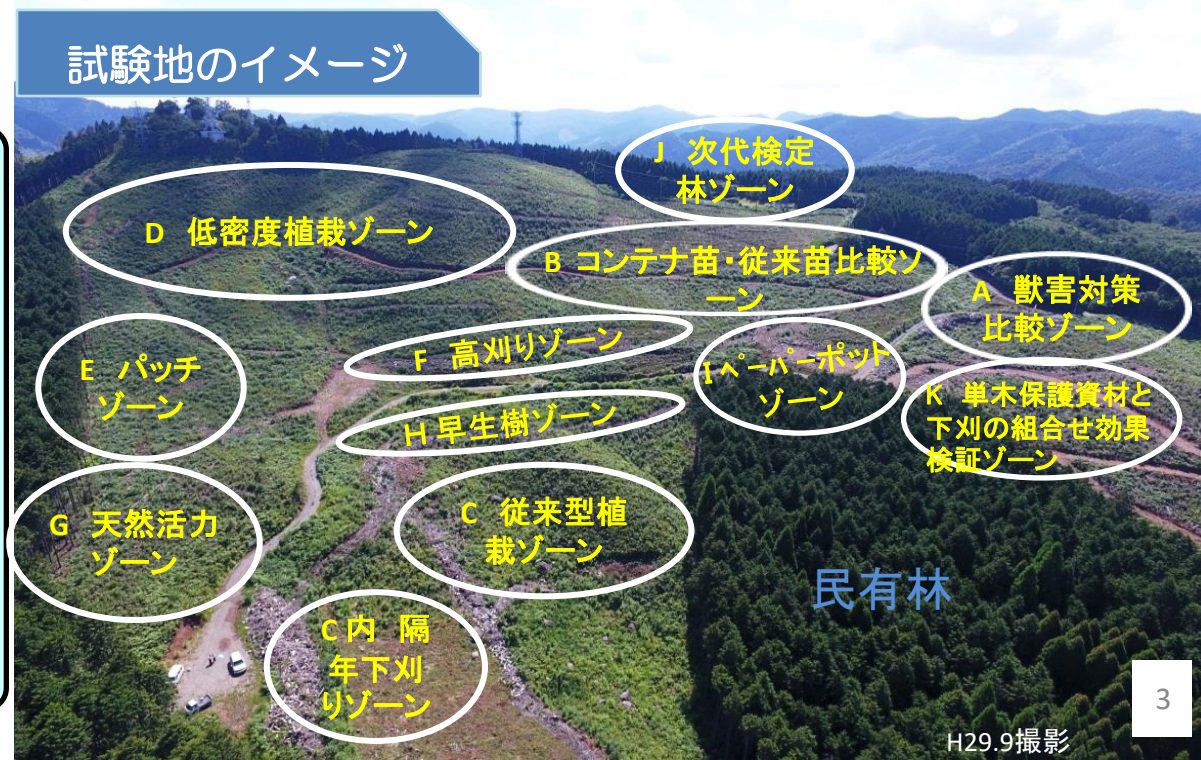 試験地のイメージ
J 次代検定
林ゾーン
D 低密度植栽ゾーン
B コンテナ苗・従来苗比較ゾ
ーン
A 獣害対策
比較ゾーン
F 高刈りゾーン
E パッチ
ゾーン
I ペーパーポット
ゾーン
K 単木保護資材と
下刈の組合せ効果
検証ゾーン
H 早生樹ゾーン
G 天然活力
ゾーン
C 従来型植
栽ゾーン
民有林
C内 隔
年下刈
りゾーン
3
H29.9撮影